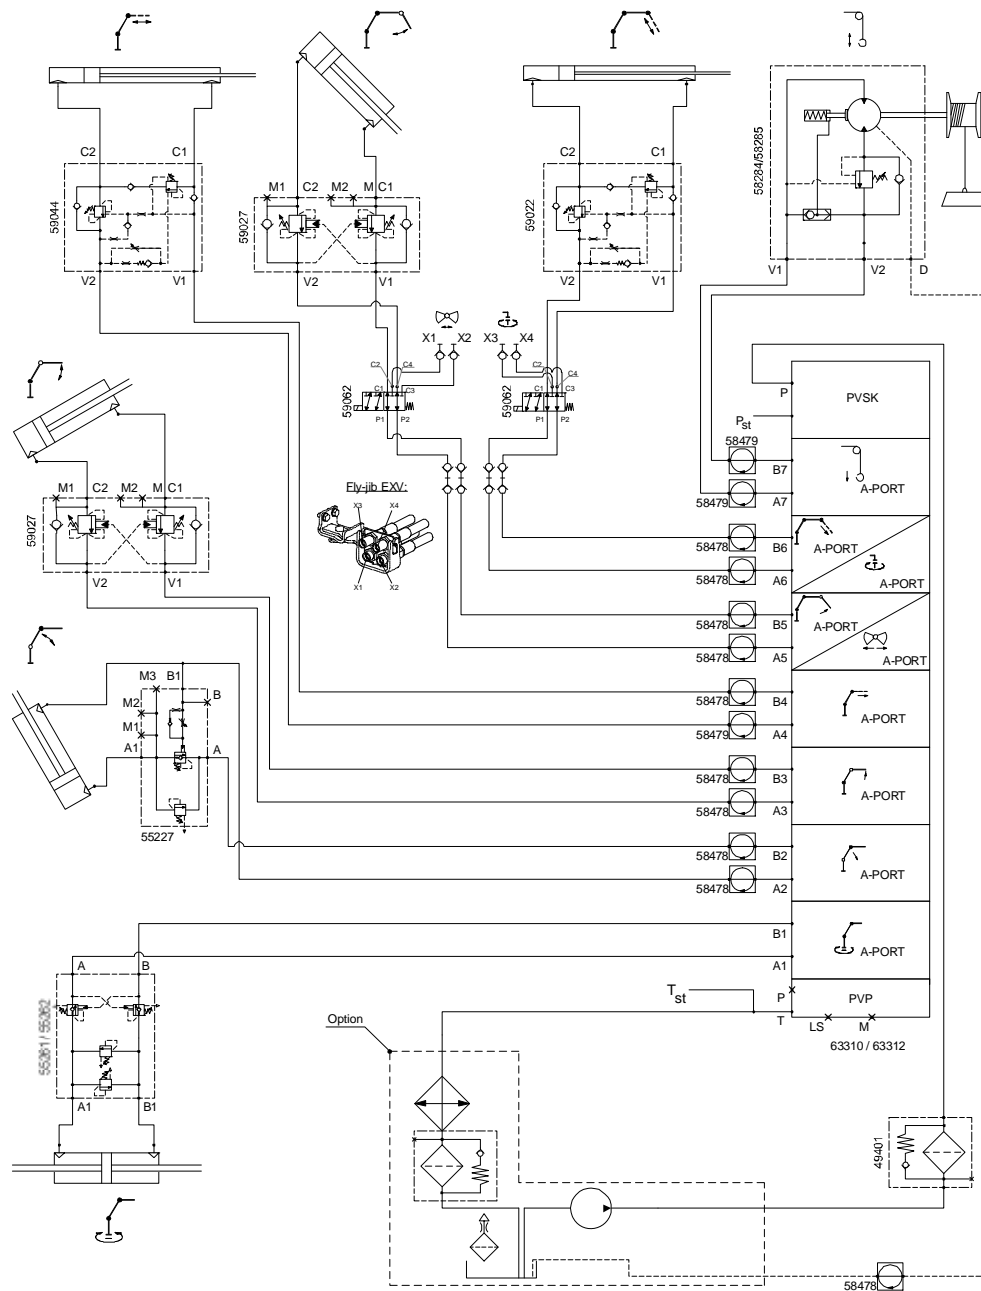 C2
C1
59044
V2
V1
M1
C2
M2
M
C1
59027
V2
V1
C2
C1
59022
V2
V1
58284/58285
V1
V2
D
X1
X2
X3
X4
C2
C4
C1
C3
59062
P1
P2
C2
C4
C1
C3
59062
P1
P2
Fly-jib EXV:
X3
X4
X1
X2
M1
C2
M2
M
C1
59027
V2
V1
M3
B1
M2
B
M1
A1
A
55227
P
PVSK
Pst
58479
B7
58479
A7
A-PORT
58478
B6
A-PORT
58478
A6
A-PORT
58478
B5
A-PORT
58478
A5
A-PORT
58478
B4
58479
A4
A-PORT
58478
B3
58478
A3
A-PORT
58478
B2
58478
A2
A-PORT
B1
A1
A-PORT
P
PVP
Tst
T
LS
M
63310 / 63312
A
B
55261 / 55262
A1
B1
Option
49401
58478